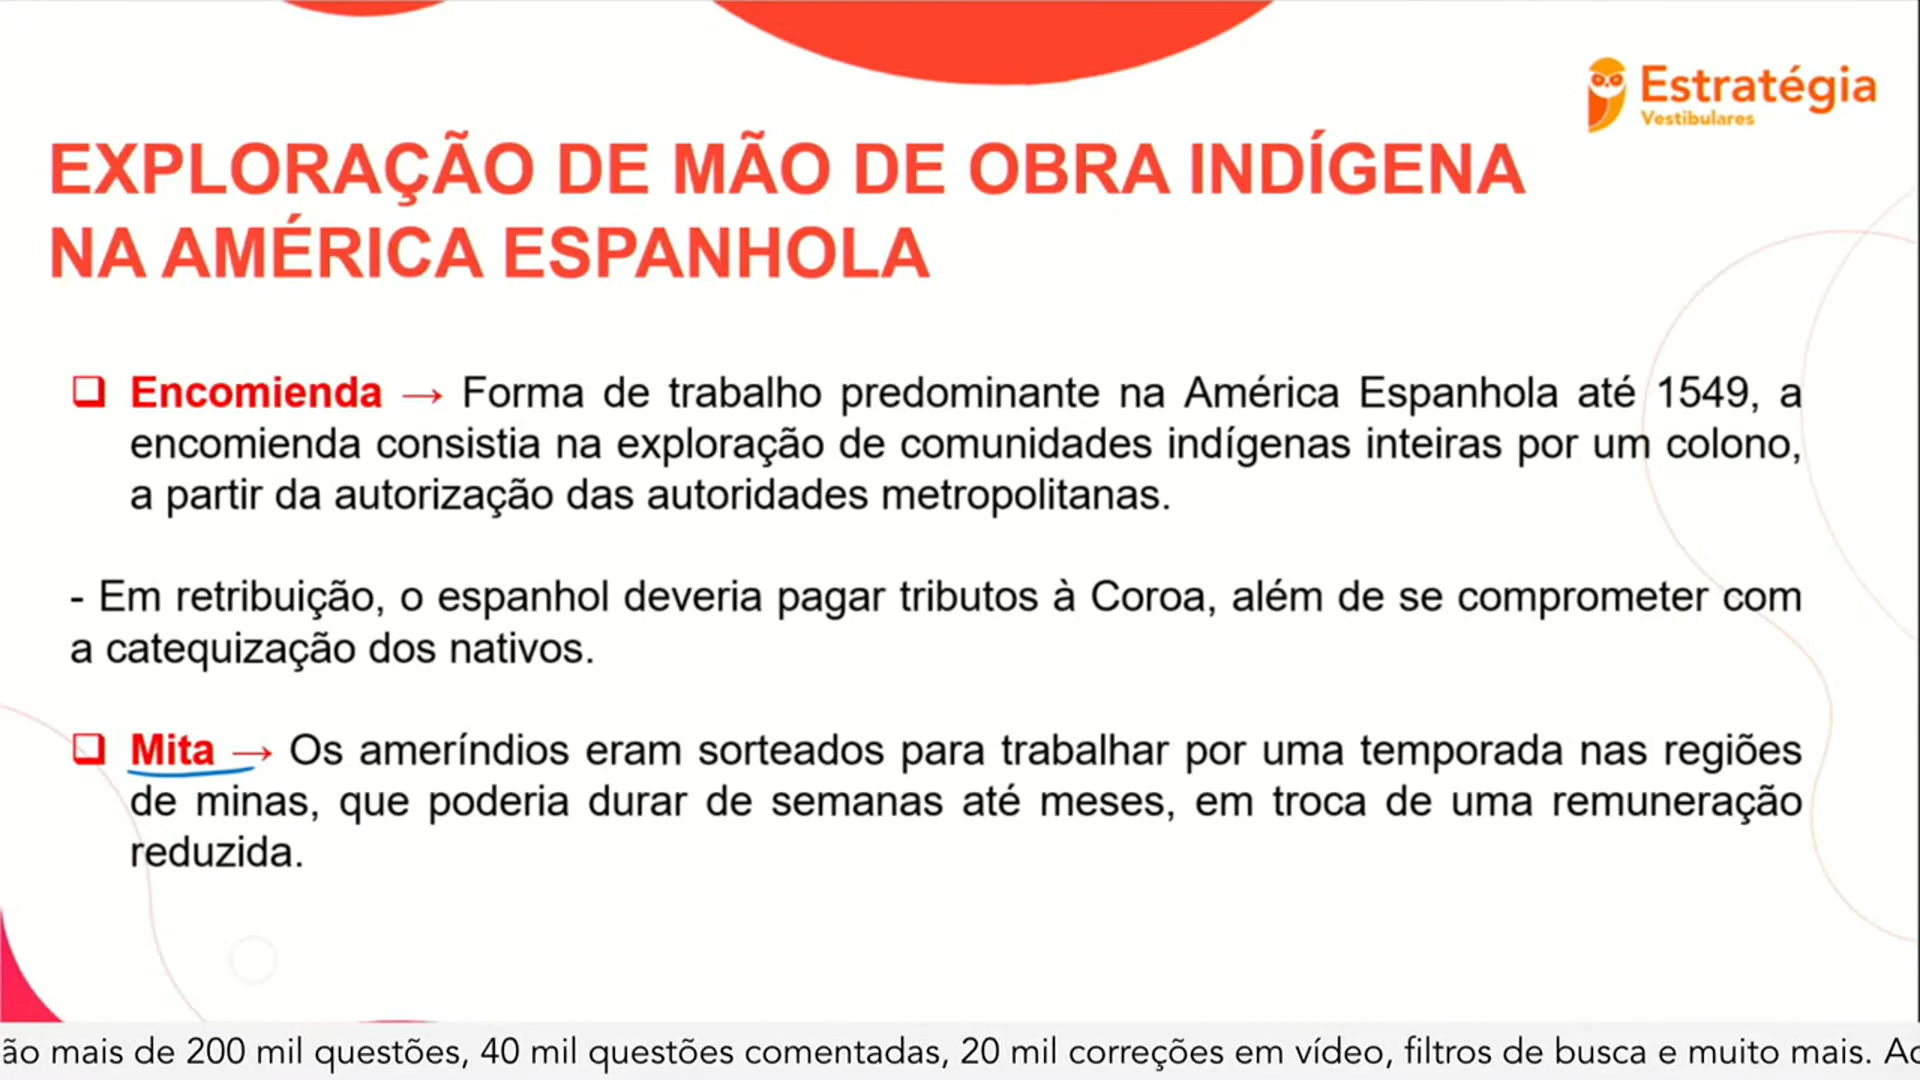 Estratégia
Vestibulares
EXPLORAÇÃO DE MÃO DE OBRA INDÍGENA
NA AMÉRICA ESPANHOLA
❑ Encomienda → Forma de trabalho predominante na América Espanhola até 1549, a
encomienda consistia na exploração de comunidades indígenas inteiras por um colono,
a partir da autorização das autoridades metropolitanas.
- Em retribuição, o espanhol deveria pagar tributos à Coroa, além de se comprometer com
a catequização dos nativos.
❑ Mita → Os ameríndios eram sorteados para trabalhar por uma temporada nas regiões
de minas, que poderia durar de semanas até meses, em troca de uma remuneração
reduzida.
ão mais de 200 mil questões, 40 mil questões comentadas, 20 mil correções em vídeo, filtros de busca e muito mais.